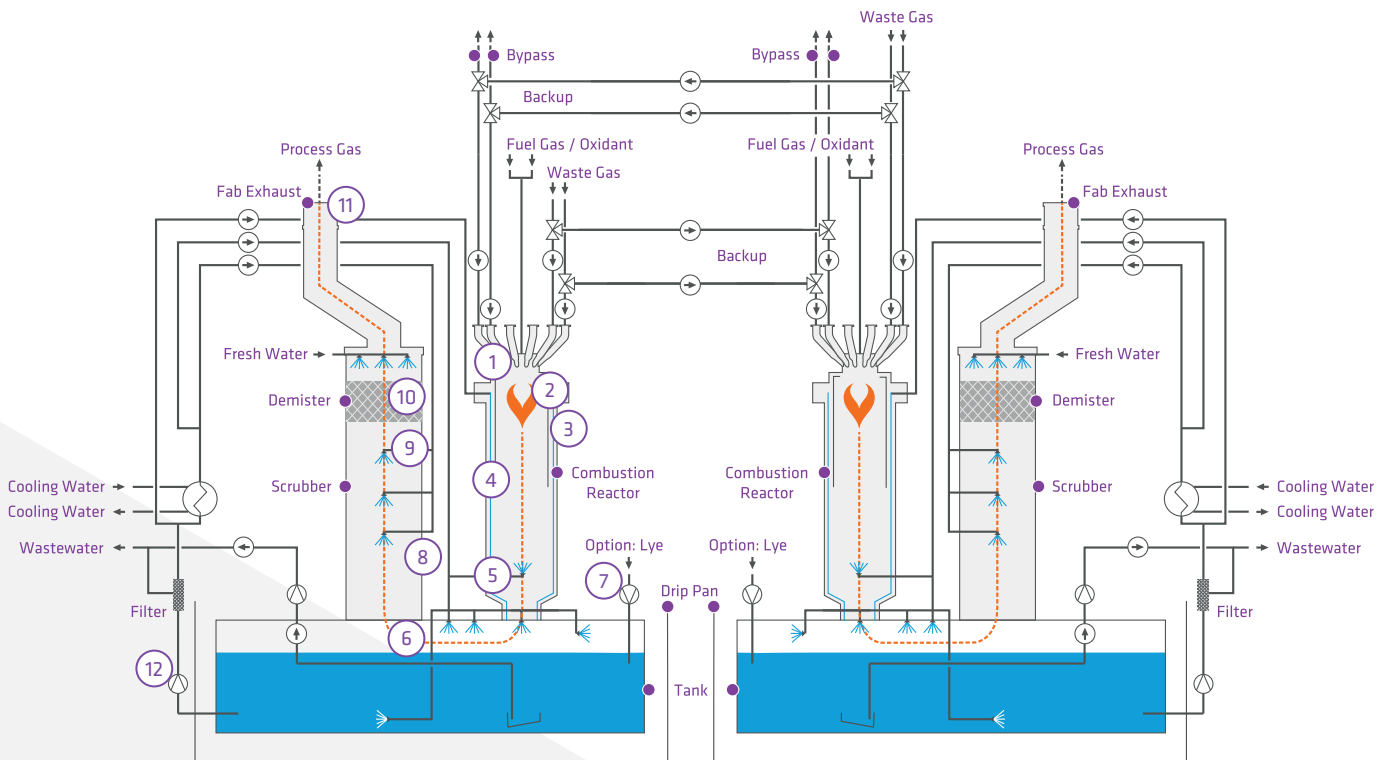 Waste Gas
Bypass
Bypass
Backup
Fuel Gas / Oxidant
Fuel Gas / Oxidant
Process Gas
Process Gas
Waste Gas
Fab Exhaust
11
Fab Exhaust
Backup
Fresh Water
1
Fresh Water
2
Demister
10
3
Demister
9
Cooling Water
Scrubber
4
Combustion
Reactor
Combustion
Reactor
Scrubber
Cooling Water
Cooling Water
Cooling Water
Wastewater
8
Option: Lye
Option: Lye
Wastewater
5
7
Drip Pan
Filter
Filter
6
12
Tank